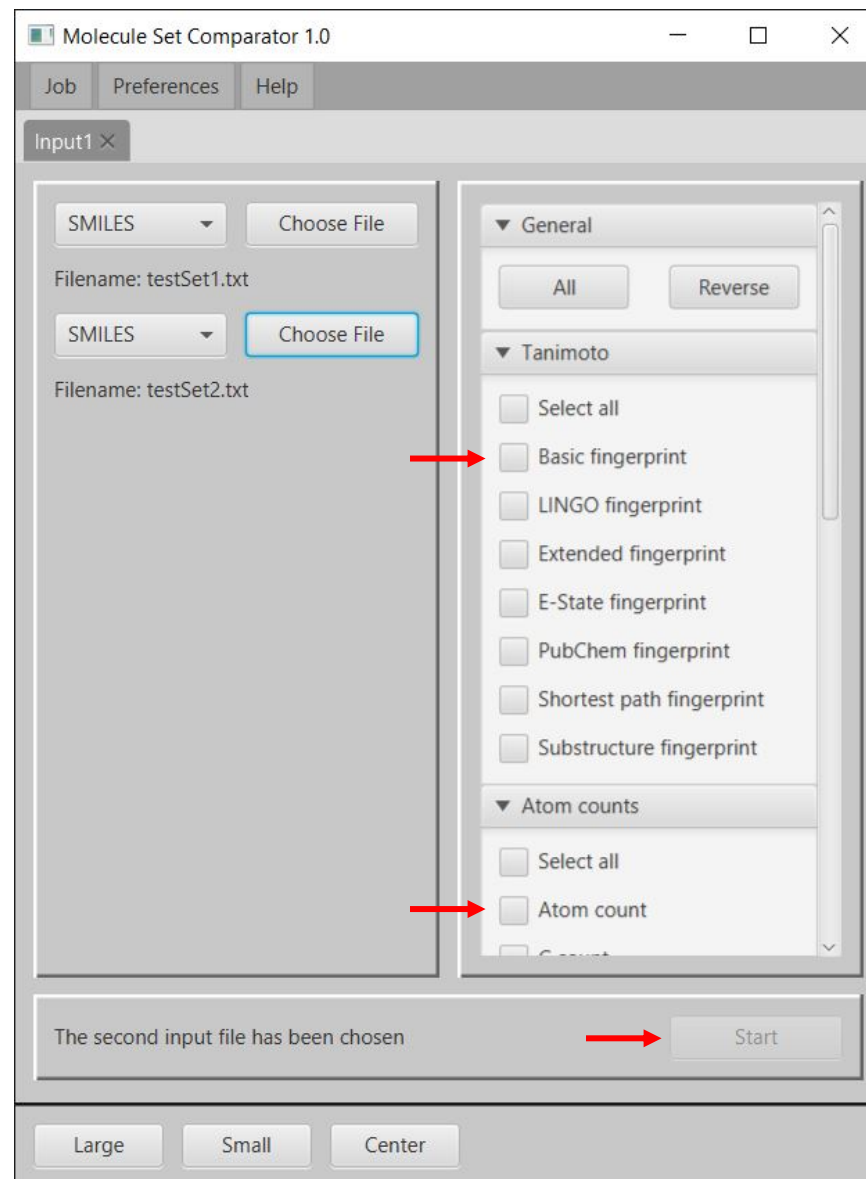 Molecule Set Comparator 1.0
Job Preferences Help
Input1
SMILES Choose File
Filename: testSet1.txt
SMILES Choose File
Filename: testSet2.txt
General
All Reverse
Tanimoto
Select all
Basic fingerprint
LINGO fingerprint
Extended fingerprint
E-State fingerprint
PubChem fingerprint
Shortest path fingerprint
Substructure fingerprint
Atom counts
Select all
Atom count
The second input file has been chosen Start
Large Small Center